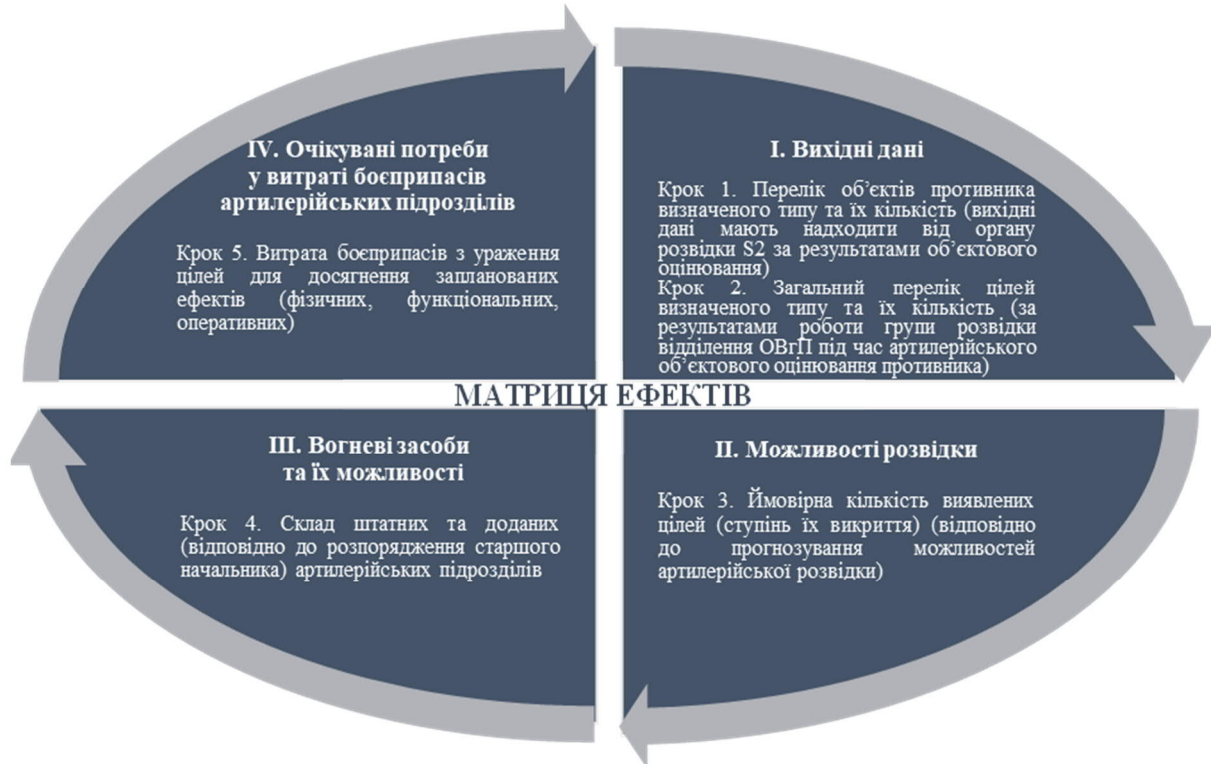 IV. Очікувані потреби
у витраті боєприпасів
артилерійських підрозділів
Крок 5. Витрата боєприпасів з ураження
цілей для досягнення запланованих
ефектів (фізичних, функціональних,
оперативних)
I. Вихідні дані
Крок 1. Перелік об’єктів противника
визначеного типу та їх кількість (вихідні
дані мають надходити від органу
розвідки S2 за результатами об’єктового
оцінювання)
Крок 2. Загальний перелік цілей
визначеного типу та їх кількість (за
результатами роботи групи розвідки
відділення ОВгП під час артилерійського
об’єктового оцінювання противника)
МАТРИЦЯ ЕФЕКТІВ
III. Вогневі засоби
та їх можливості
Крок 4. Склад штатних та доданих
(відповідно до розпорядження старшого
начальника) артилерійських підрозділів
II. Можливості розвідки
Крок 3. Ймовірна кількість виявлених
цілей (ступінь їх викриття) (відповідно
до прогнозування можливостей
артилерійської розвідки)